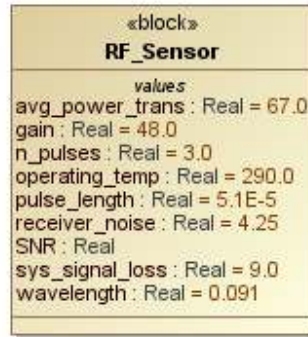 «block»
RF_Sensor
values
avg_power_trans : Real = 67.0
gain : Real = 48.0
n_pulses : Real = 3.0
operating_temp : Real = 290.0
pulse_length : Real = 5.1E-5
receiver_noise : Real = 4.25
SNR : Real
sys_signal_loss : Real = 9.0
wavelength : Real = 0.091